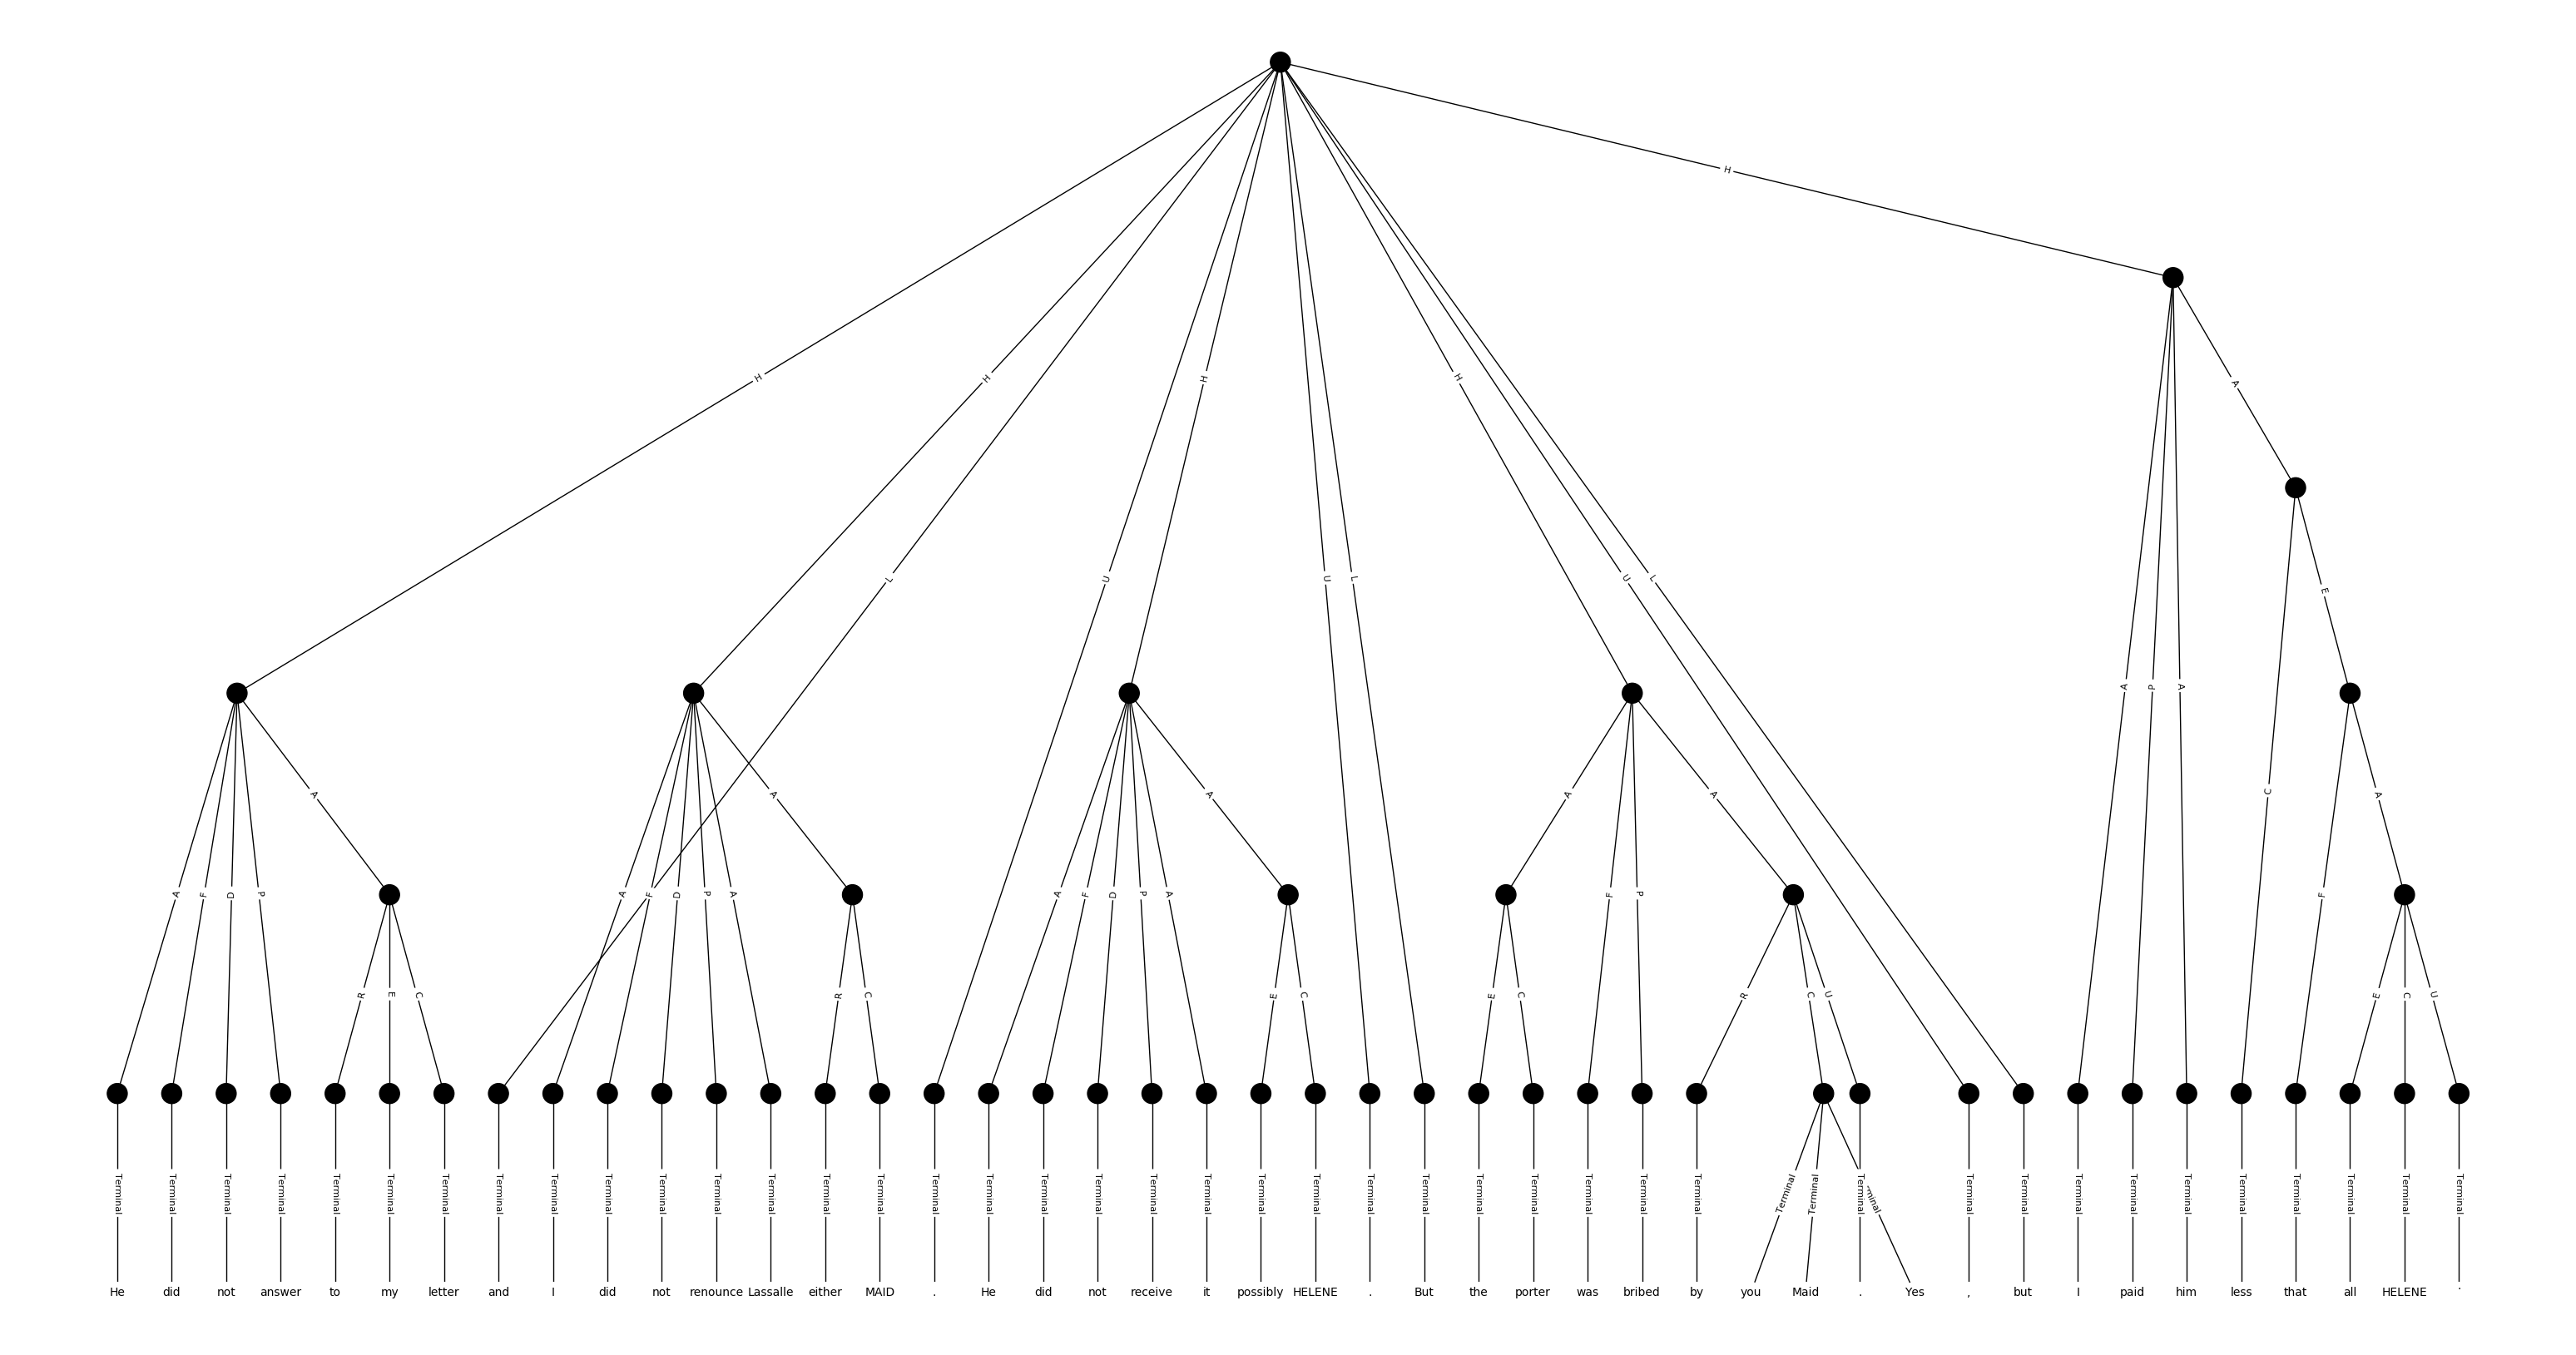 H
H
A
H H H H
L U U L U L
E
A A A A A A
A P A
C
A F D P A F D P A A F D P A F P F
R E C R C E C E C R C U E C U
Terminal Terminal Terminal Terminal Terminal Terminal Terminal Terminal Terminal Terminal Terminal Terminal Terminal Terminal Terminal Terminal Terminal Terminal Terminal Terminal Terminal Terminal Terminal Terminal Terminal Terminal Terminal Terminal Terminal Terminal Terminal Terminal Terminal Terminal Terminal Terminal Terminal Terminal Terminal Terminal Terminal Terminal Terminal
He did not answer to my letter and I did not renounce Lassalle either MAID . He did not receive it possibly HELENE . But the porter was bribed by you Maid . Yes , but I paid him less that all HELENE .